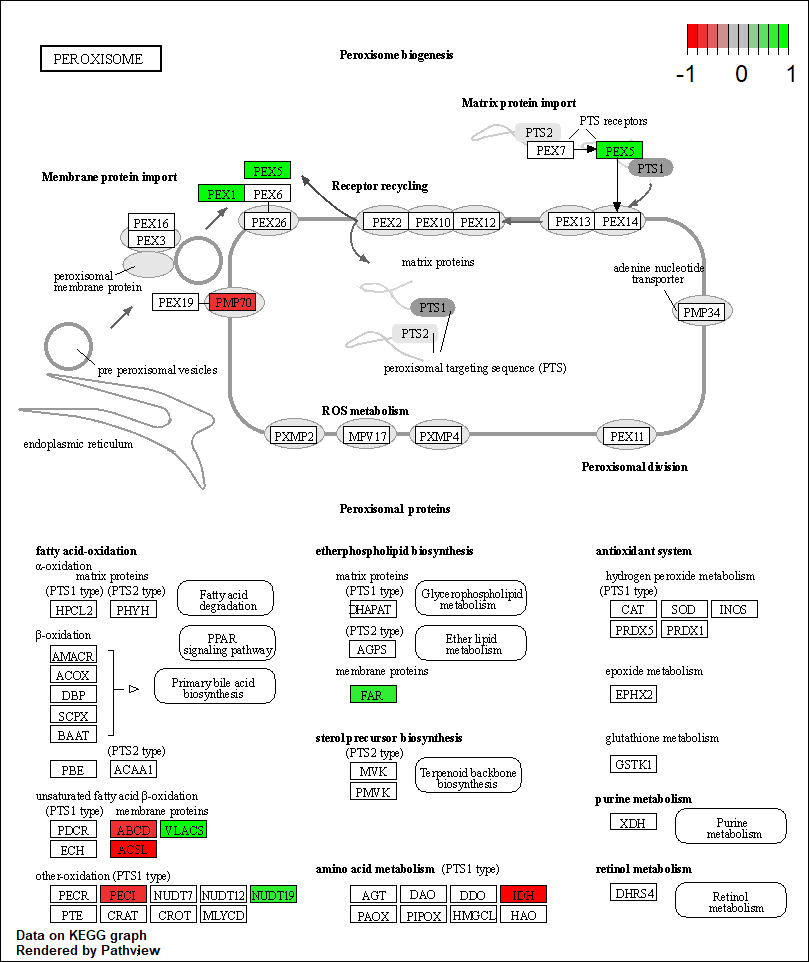 PEROXISOME
Peroxisome biogenesis
-1 0 1
Matrix protein import
PTS2
PTS receptors
PEX7
PEX5
PTS1
Membrane protein import
PEX5
PEX1
PEX6
Receptor recycling
PEX16
PEX3
PEX26
PEX2
PEX10
PEX12
PEX13
PEX14
peroxisomal
membrane protein
matrix proteins
adenine nucleotide
transporter
PEX19
PMP70
PTS1
PMP34
PTS2
pre peroxisomal vesicles
peroxisomal targeting sequence (PTS)
ROS metabolism
endoplasmic reticulum
PXMP2
MPV17
PXMP4
PEX11
Peroxisomal division
Peroxisomal proteins
fatty acid-oxidation
α-oxidation
matrix proteins
(PTS1 type)
(PTS2 type)
HPCL2
PHYH
Fatty acid
degradation
β-oxidation
PPAR
signaling pathway
AMACR
ACOX
DBP
SCPX
BAAT
Primary bile acid
biosynthesis
(PTS2 type)
PBE
ACAA1
unsaturated fatty acid β-oxidation
(PTS1 type)
membrane proteins
PDCR
ABCD
VLACS
ECH
ACSL
other-oxidation (PTS1 type)
PECR
PECI
NUDT7
NUDT12
NUDT19
PTE
CRAT
CROT
MLYCD
etherphospholipid biosynthesis
matrix proteins
(PTS1 type)
DHAPAT
Glycerophospholipid
metabolism
(PTS2 type)
AGPS
Ether lipid
metabolism
membrane proteins
FAR
sterol precursor biosynthesis
(PTS2 type)
MVK
PMVK
Terpenoid backbone
biosynthesis
amino acid metabolism (PTS1 type)
AGT
DAO
DDO
IDH
PAOX
PIPOX
HMGCL
HAO
antioxidant system
hydrogen peroxide metabolism
(PTS1 type)
CAT
SOD
INOS
PRDX5
PRDX1
epoxide metabolism
EPHX2
glutathione metabolism
GSTK1
purine metabolism
XDH
Purine
metabolism
retinol metabolism
DHRS4
Retinol
metabolism
Data on KEGG graph
Rendered by Pathview